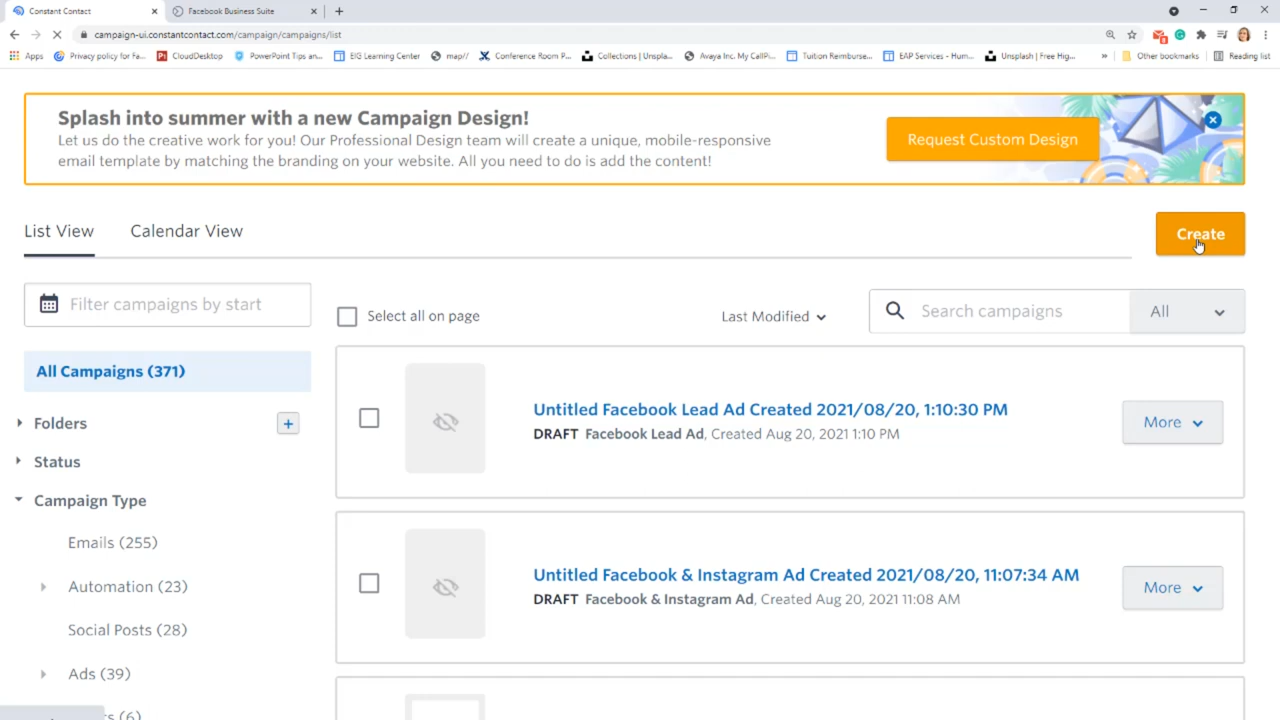 Constant Contact
Facebook Business Suite
campaign-ui.constantcontact.com/campaign/campaigns/list
Apps
Privacy policy for Fa...
CloudDesktop
PowerPoint Tips an...
EIG Learning Center
map//
Conference Room P...
Collections | Unspla...
Avaya Inc. My CallPi...
Tuition Reimburse...
EAP Services - Hum...
Unsplash | Free Hig...
»
Other bookmarks
Reading list
Splash into summer with a new Campaign Design!
Let us do the creative work for you! Our Professional Design team will create a unique, mobile-responsive
email template by matching the branding on your website. All you need to do is add the content!
Request Custom Design
List View
Calendar View
Create
Filter campaigns by start
Select all on page
Last Modified
Search campaigns
All
All Campaigns (371)
Folders
Status
Campaign Type
Emails (255)
Automation (23)
Social Posts (28)
Ads (39)
Untitled Facebook Lead Ad Created 2021/08/20, 1:10:30 PM
DRAFT Facebook Lead Ad, Created Aug 20, 2021 1:10 PM
More
Untitled Facebook & Instagram Ad Created 2021/08/20, 11:07:34 AM
DRAFT Facebook & Instagram Ad, Created Aug 20, 2021 11:08 AM
More